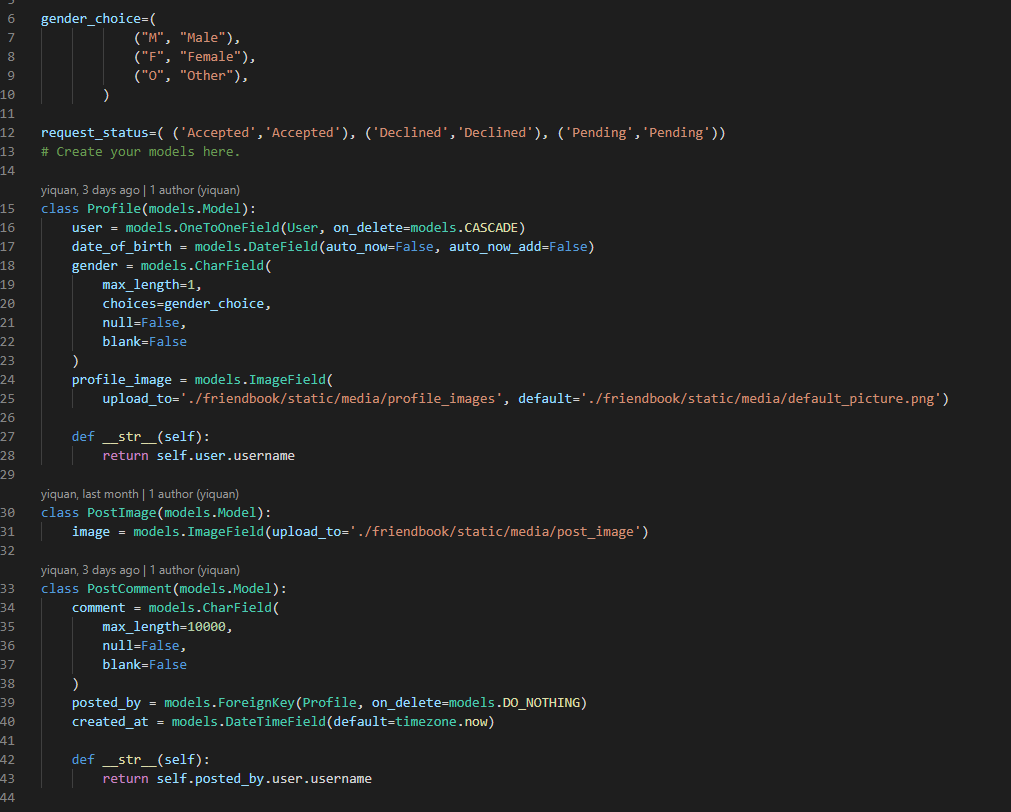 5
6 gender_choice=(
7 ("M", "Male"),
8 ("F", "Female"),
9 ("O", "Other"),
10 )
11
12 request_status=( ('Accepted','Accepted'), ('Declined','Declined'), ('Pending','Pending'))
13 # Create your models here.
14
yiquan, 3 days ago | 1 author (yiquan)
15 class Profile(models.Model):
16 user = models.OneToOneField(User, on_delete=models.CASCADE)
17 date_of_birth = models.DateField(auto_now=False, auto_now_add=False)
18 gender = models.CharField(
19 max_length=1,
20 choices=gender_choice,
21 null=False,
22 blank=False
23 )
24 profile_image = models.ImageField(
25 upload_to='./friendbook/static/media/profile_images', default='./friendbook/static/media/default_picture.png')
26
27 def __str__(self):
28 return self.user.username
29
yiquan, last month | 1 author (yiquan)
30 class PostImage(models.Model):
31 image = models.ImageField(upload_to='./friendbook/static/media/post_image')
32
yiquan, 3 days ago | 1 author (yiquan)
33 class PostComment(models.Model):
34 comment = models.CharField(
35 max_length=10000,
36 null=False,
37 blank=False
38 )
39 posted_by = models.ForeignKey(Profile, on_delete=models.DO_NOTHING)
40 created_at = models.DateTimeField(default=timezone.now)
41
42 def __str__(self):
43 return self.posted_by.user.username
44